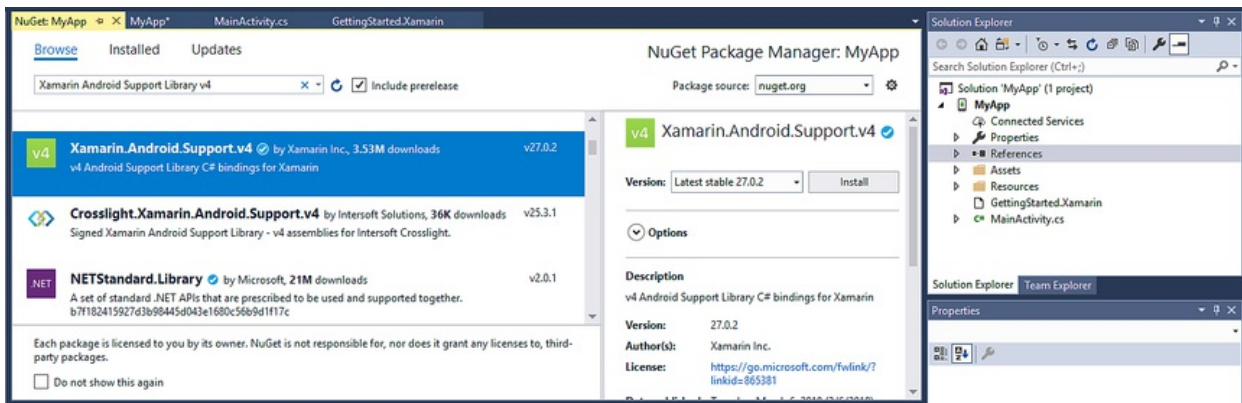 NuGet: MyApp MyApp* MainActivity.cs GettingStarted.Xamarin
Browse Installed Updates
NuGet Package Manager: MyApp
Xamarin Android Support Library v4
Include prerelease
Package source: nuget.org
v4
Xamarin.Android.Support.v4 by Xamarin Inc., 3.53M downloads v27.0.2
v4 Android Support Library C# bindings for Xamarin
Crosslight.Xamarin.Android.Support.v4 by Intersoft Solutions, 36K downloads v25.3.1
Signed Xamarin Android Support Library - v4 assemblies for Intersoft Crosslight.
.NET
NETStandard.Library by Microsoft, 21M downloads v2.0.1
A set of standard .NET APIs that are prescribed to be used and supported together.
b7f182415927d3b98445d043e1680c56b9d1f17c
Each package is licensed to you by its owner. NuGet is not responsible for, nor does it grant any licenses to, third-
party packages.
Do not show this again
v4 Xamarin.Android.Support.v4
Version: Latest stable 27.0.2 Install
Options
Description
v4 Android Support Library C# bindings for Xamarin
Version: 27.0.2
Author(s): Xamarin Inc.
License: https://go.microsoft.com/fwlink/?
linkid=865381
Solution Explorer
Search Solution Explorer (Ctrl+;)
Solution 'MyApp' (1 project)
MyApp
Connected Services
Properties
References
Assets
Resources
GettingStarted.Xamarin
C# MainActivity.cs
Solution Explorer Team Explorer
Properties